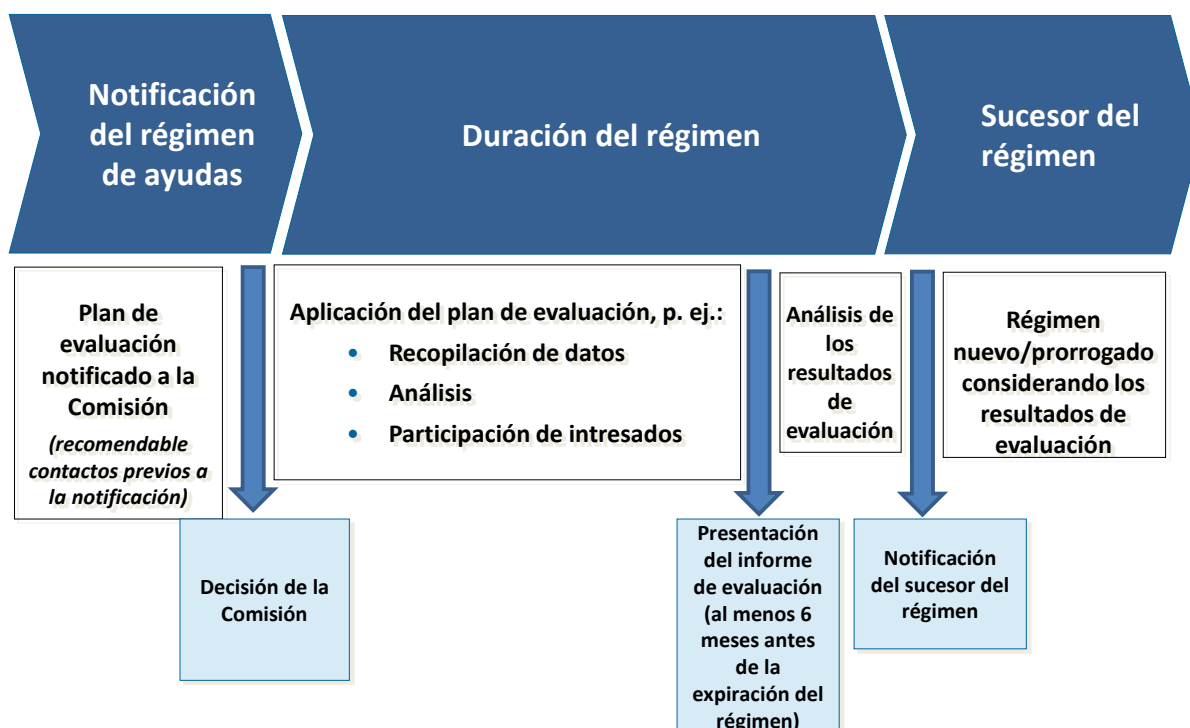 Notificación
del régimen
de ayudas
Duración del régimen
Sucesor del
régimen
Plan de
evaluación
notificado a la
Comisión
(recomendable
contactos previos a
la notificación)
Aplicación del plan de evaluación, p. ej.:
• Recopilación de datos
• Análisis
• Participación de intresados
Análisis de
los
resultados
de
evaluación
Régimen
nuevo/prorrogado
considerando los
resultados de
evaluación
Decisión de la
Comisión
Presentación
del informe
de evaluación
(al menos 6
meses antes
de la
expiración del
régimen)
Notificación
del sucesor del
régimen